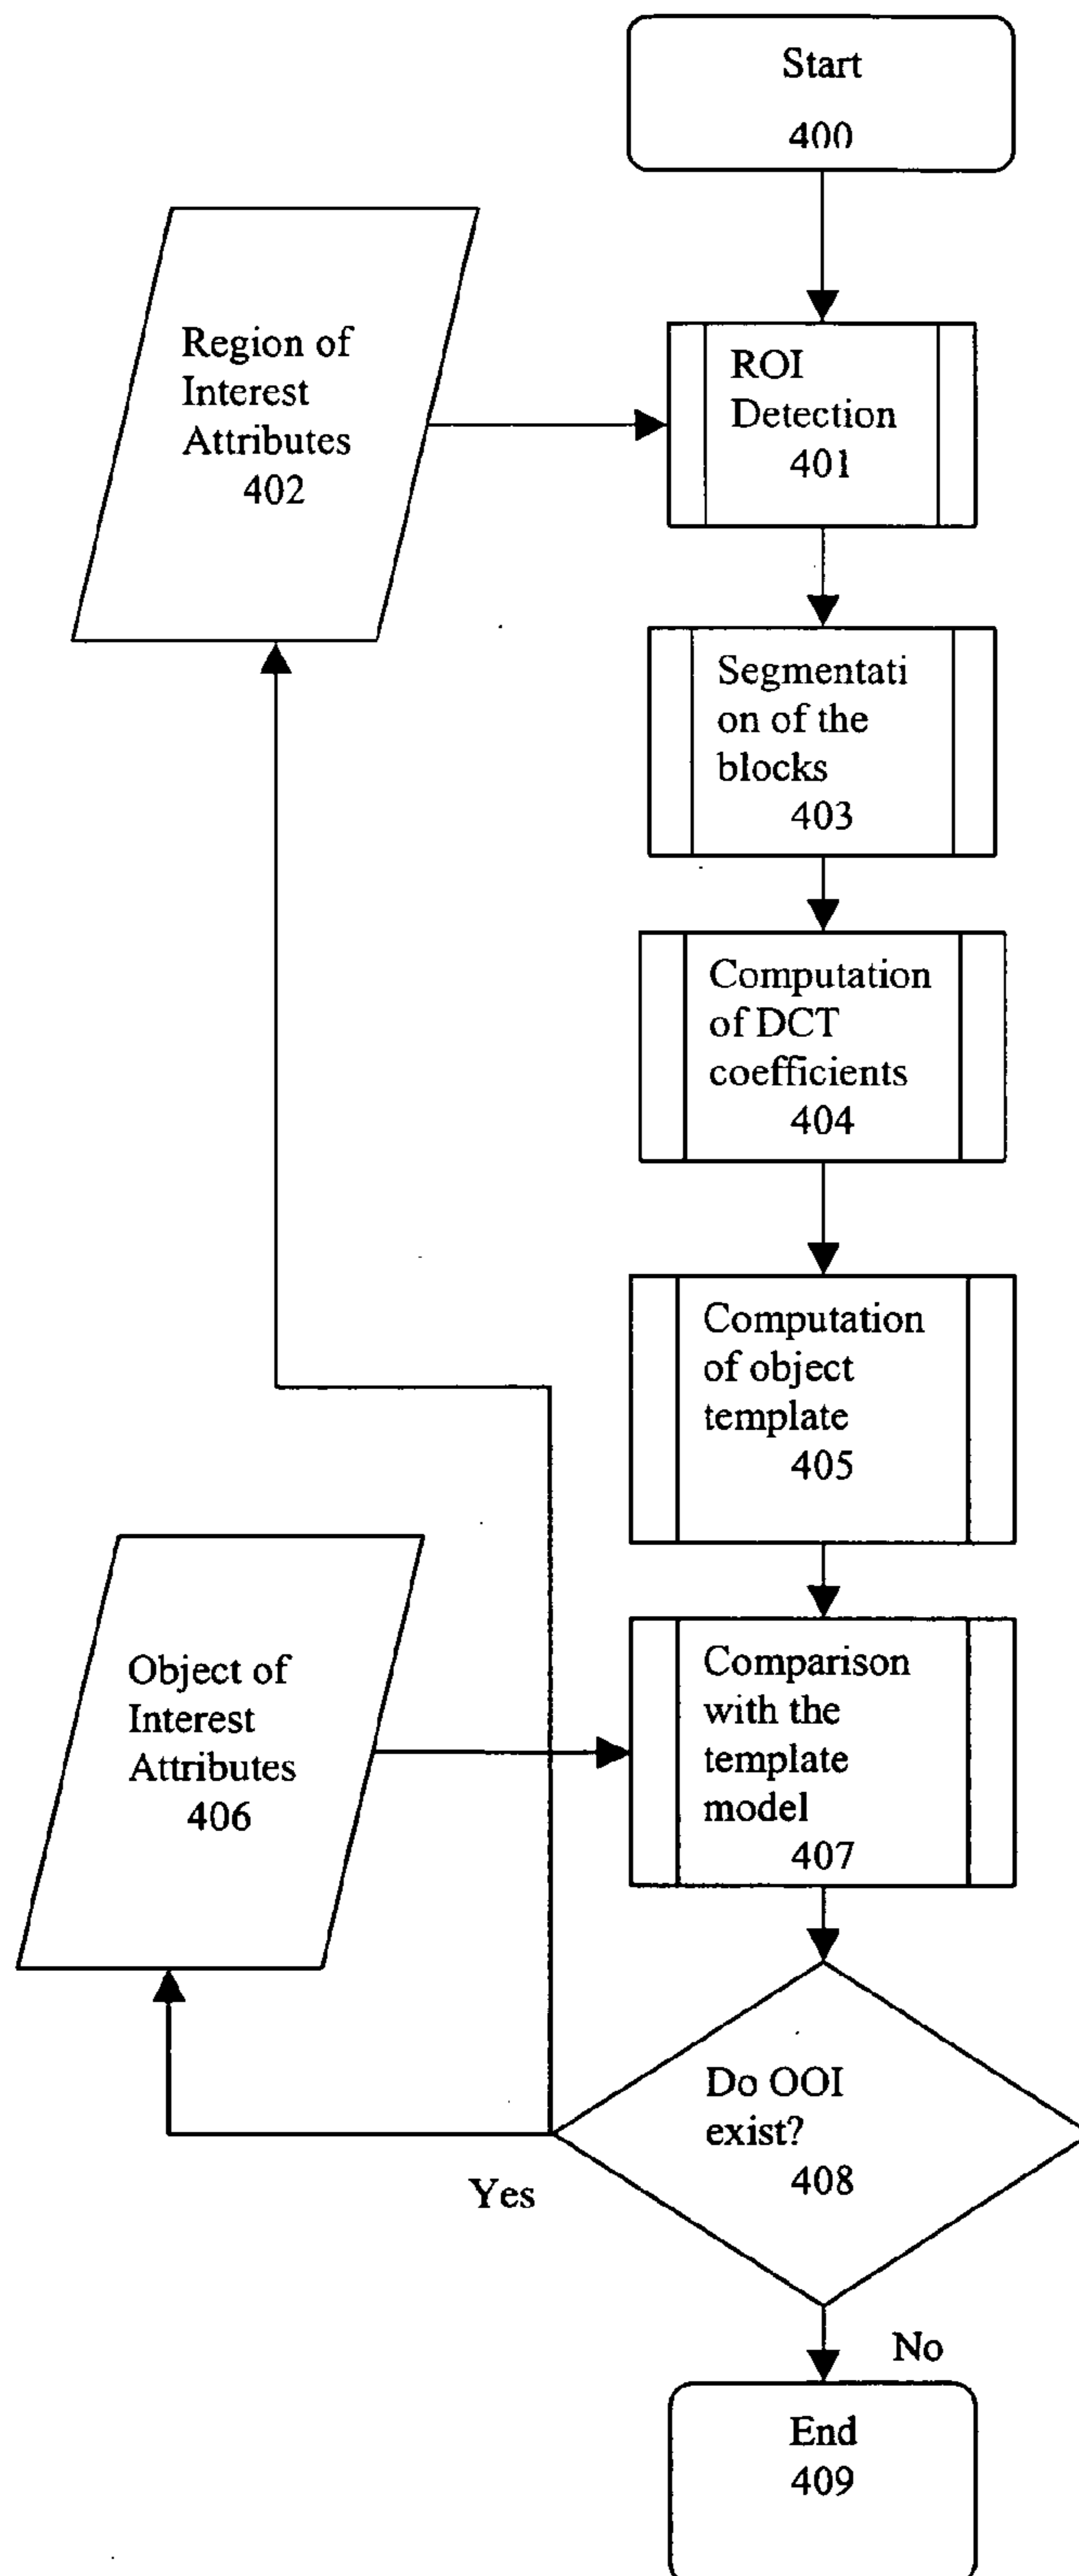 Start
400
Region of
Interest
Attributes
402
ROI
Detection
401
Segmentati
on of the
blocks
403
Computation
of DCT
coefficients
404
Computation
of object
template
405
Object of
Interest
Attributes
406
Comparison
with the
template
model
407
Do OOI
exist?
408
Yes
No
End
409